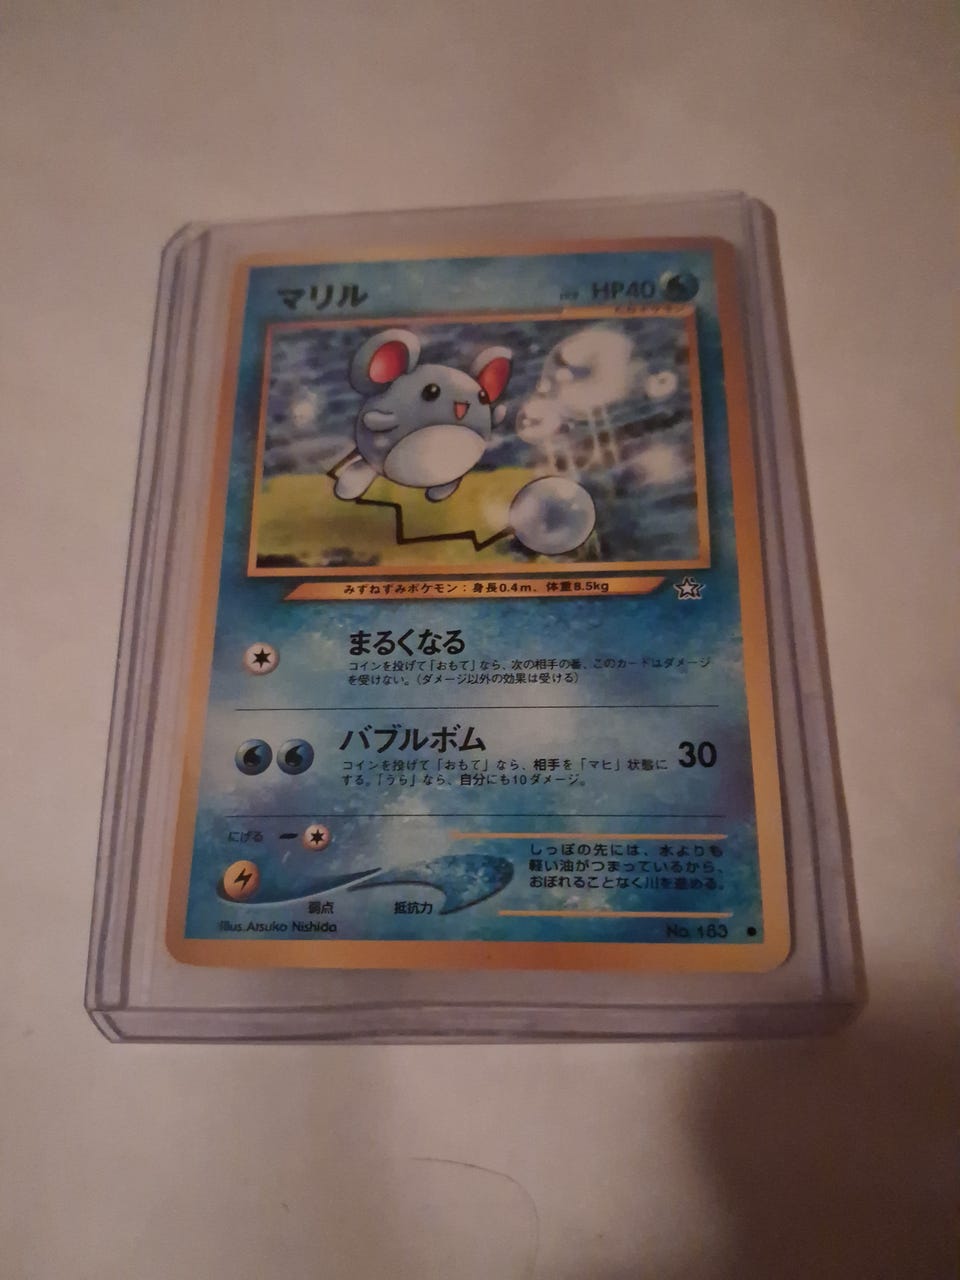 マリル
HP40
みずねずみポケモン：身長0.4m、体重8.5kg
まるくなる
コインを投げて「おもて」なら、次の相手の番、このカードはダメージ
を受けない。（ダメージ以外の効果は受ける）
バブルボム
30
コインを投げて「おもて」なら、相手を「マヒ」状態に
する。「うら」なら、自分にも10ダメージ。
にげる
しっぽの先には、水よりも
軽い油がつまっているから、
おぼれることなく川を進める。
弱点
抵抗力
Illus.Atsuko Nishida
No. 183